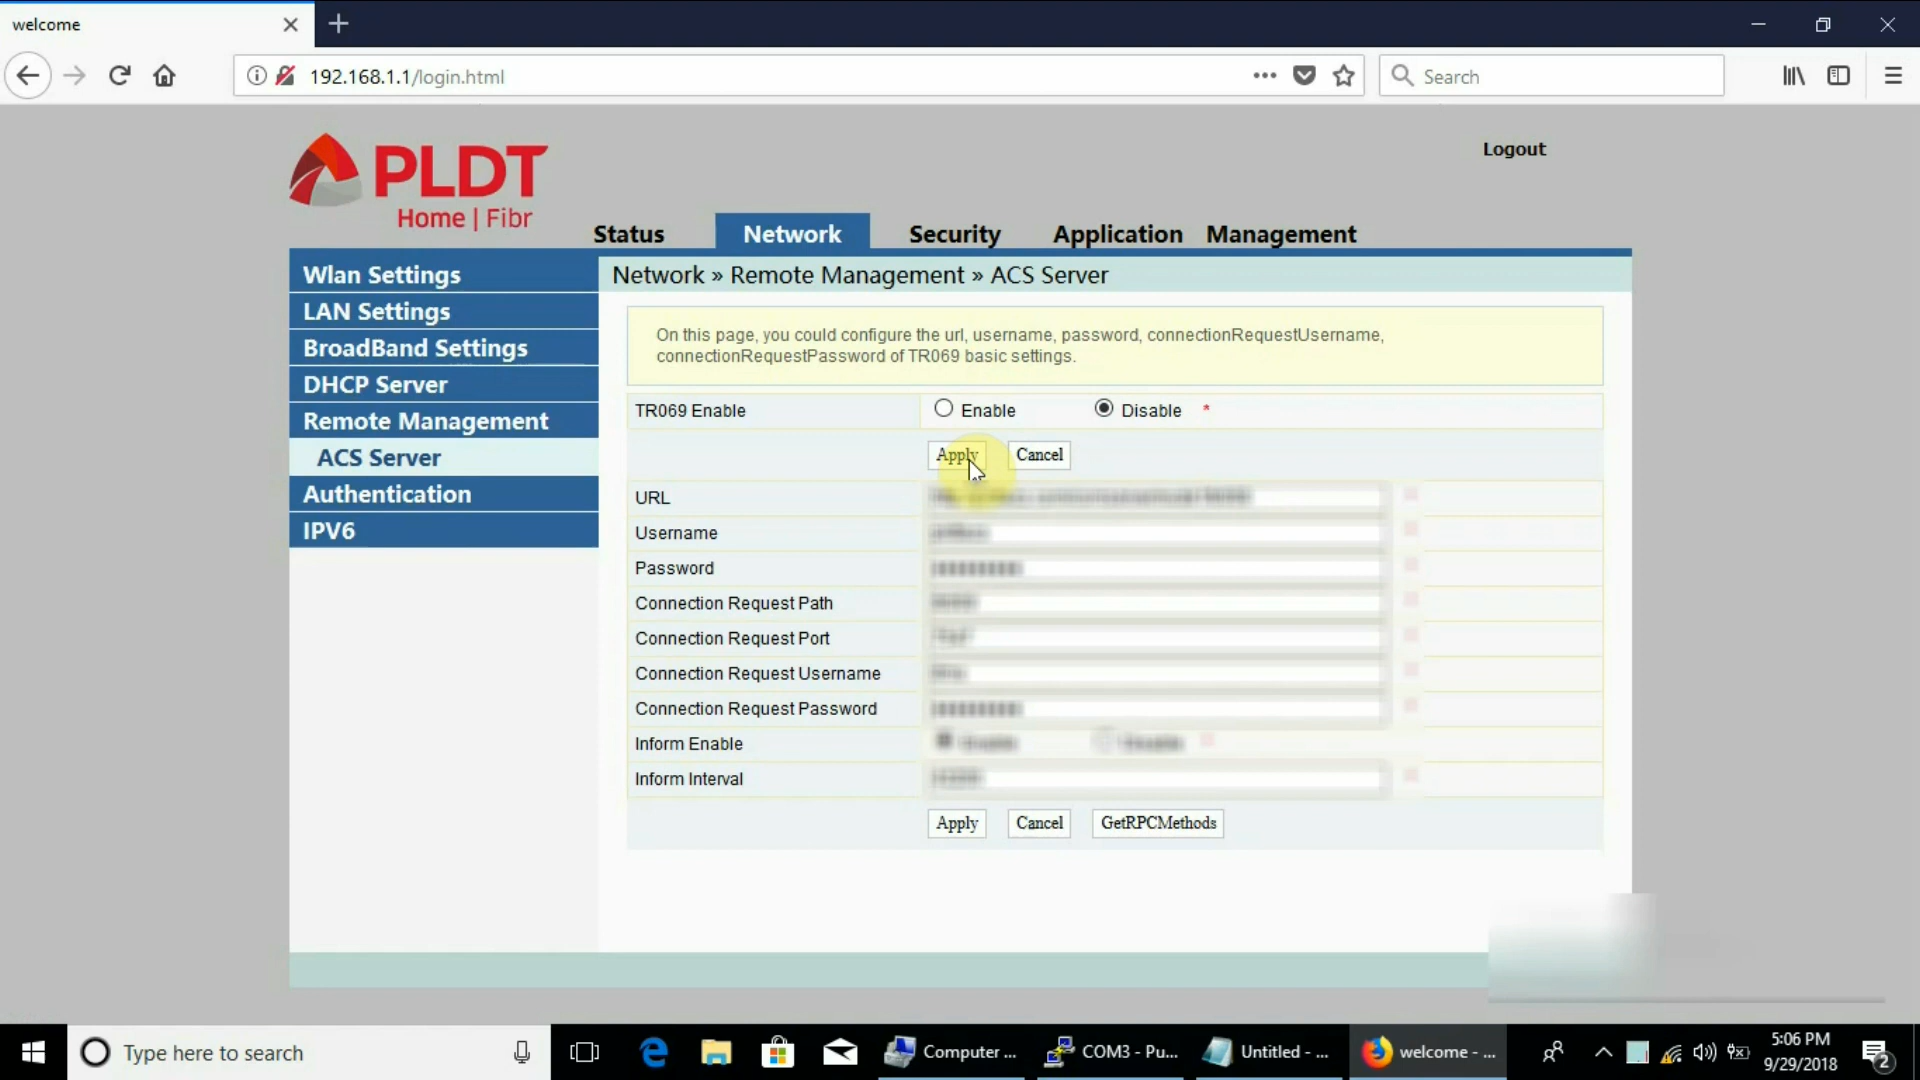 welcome
192.168.1.1/login.html
Search
PLDT
Home | Fibr
Logout
Status
Network
Security
Application
Management
Wlan Settings
LAN Settings
BroadBand Settings
DHCP Server
Remote Management
ACS Server
Authentication
IPV6
Network » Remote Management » ACS Server
On this page, you could configure the url, username, password, connectionRequestUsername,
connectionRequestPassword of TR069 basic settings.
TR069 Enable
Enable
Disable *
Apply
Cancel
URL
Username
Password
Connection Request Path
Connection Request Port
Connection Request Username
Connection Request Password
Inform Enable
Inform Interval
Apply
Cancel
GetRPCMethods
Type here to search
Computer ...
COM3 - Pu...
Untitled - ...
welcome - ...
5:06 PM
9/29/2018
2